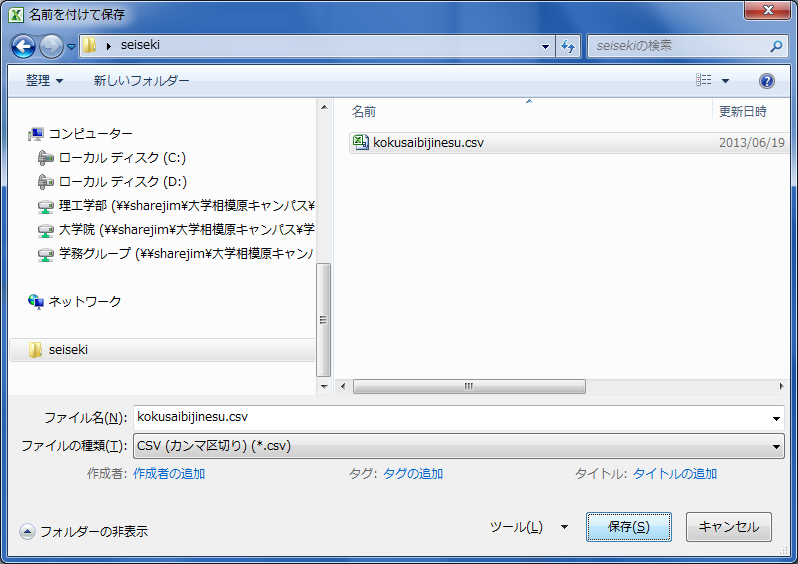 名前を付けて保存
seiseki
seisekiの検索
整理
新しいフォルダー
名前
更新日時
コンピューター
ローカル ディスク (C:)
ローカル ディスク (D:)
理工学部 (¥¥sharejim¥大学相模原キャンパス¥
大学院 (¥¥sharejim¥大学相模原キャンパス¥学
学務グループ (¥¥sharejim¥大学相模原キャンパ
ネットワーク
seiseki
kokusaibijinesu.csv
2013/06/19
ファイル名(N):
kokusaibijinesu.csv
ファイルの種類(T):
CSV (カンマ区切り) (*.csv)
作成者: 作成者の追加
タグ: タグの追加
タイトル: タイトルの追加
フォルダーの非表示
ツール(L)
保存(S)
キャンセル